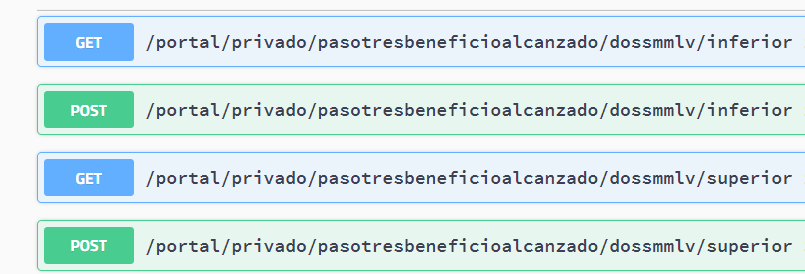 GET /portal/privado/pasotresbeneficioalcanzado/dossmmlv/inferior
POST /portal/privado/pasotresbeneficioalcanzado/dossmmlv/inferior
GET /portal/privado/pasotresbeneficioalcanzado/dossmmlv/superior
POST /portal/privado/pasotresbeneficioalcanzado/dossmmlv/superior